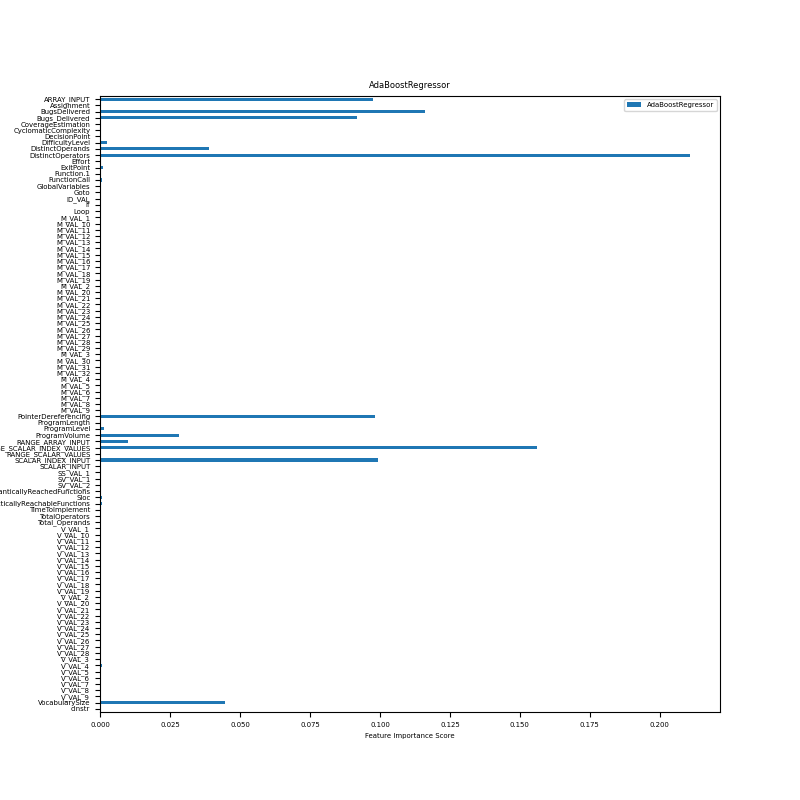 AdaBoostRegressor
AdaBoostRegressor
ARRAY_INPUT
Assignment
BugsDelivered
Bugs_Delivered
CoverageEstimation
CyclomaticComplexity
DecisionPoint
DifficultyLevel
DistinctOperands
DistinctOperators
Effort
ExitPoint
Function.1
FunctionCall
GlobalVariables
Goto
ID_VAL
If
Loop
M_VAL_1
M_VAL_10
M_VAL_11
M_VAL_12
M_VAL_13
M_VAL_14
M_VAL_15
M_VAL_16
M_VAL_17
M_VAL_18
M_VAL_19
M_VAL_2
M_VAL_20
M_VAL_21
M_VAL_22
M_VAL_23
M_VAL_24
M_VAL_25
M_VAL_26
M_VAL_27
M_VAL_28
M_VAL_29
M_VAL_3
M_VAL_30
M_VAL_31
M_VAL_32
M_VAL_4
M_VAL_5
M_VAL_6
M_VAL_7
M_VAL_8
M_VAL_9
PointerDereferencing
ProgramLength
ProgramLevel
ProgramVolume
RANGE_ARRAY_INPUT
E_SCALAR_INDEX_VALUES
RANGE_SCALAR_VALUES
SCALAR_INDEX_INPUT
SCALAR_INPUT
SS_VAL_1
SV_VAL_1
SV_VAL_2
anticallyReachedFunctions
Sloc
ticallyReachableFunctions
TimeToImplement
TotalOperators
Total_Operands
V_VAL_1
V_VAL_10
V_VAL_11
V_VAL_12
V_VAL_13
V_VAL_14
V_VAL_15
V_VAL_16
V_VAL_17
V_VAL_18
V_VAL_19
V_VAL_2
V_VAL_20
V_VAL_21
V_VAL_22
V_VAL_23
V_VAL_24
V_VAL_25
V_VAL_26
V_VAL_27
V_VAL_28
V_VAL_3
V_VAL_4
V_VAL_5
V_VAL_6
V_VAL_7
V_VAL_8
V_VAL_9
VocabularySize
cInstr
0.000 0.025 0.050 0.075 0.100 0.125 0.150 0.175 0.200
Feature Importance Score